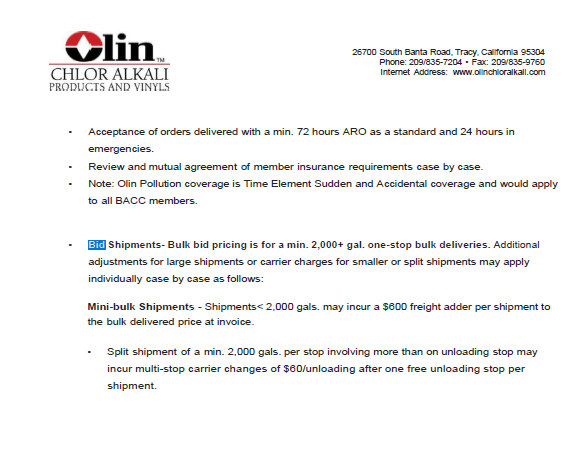 Olin™
CHLOR ALKALI
PRODUCTS AND VINYLS
26700 South Banta Road, Tracy, California 95304
Phone: 209/835-7204 • Fax: 209/835-9760
Internet Address: www.olinchloralkali.com
• Acceptance of orders delivered with a min. 72 hours ARO as a standard and 24 hours in
emergencies.
• Review and mutual agreement of member insurance requirements case by case.
• Note: Olin Pollution coverage is Time Element Sudden and Accidental coverage and would apply
to all BACC members.
• Bid Shipments- Bulk bid pricing is for a min. 2,000+ gal. one-stop bulk deliveries. Additional
adjustments for large shipments or carrier charges for smaller or split shipments may apply
individually case by case as follows:
Mini-bulk Shipments - Shipments< 2,000 gals. may incur a $600 freight adder per shipment to
the bulk delivered price at invoice.
• Split shipment of a min. 2,000 gals. per stop involving more than on unloading stop may
incur multi-stop carrier changes of $60/unloading after one free unloading stop per
shipment.